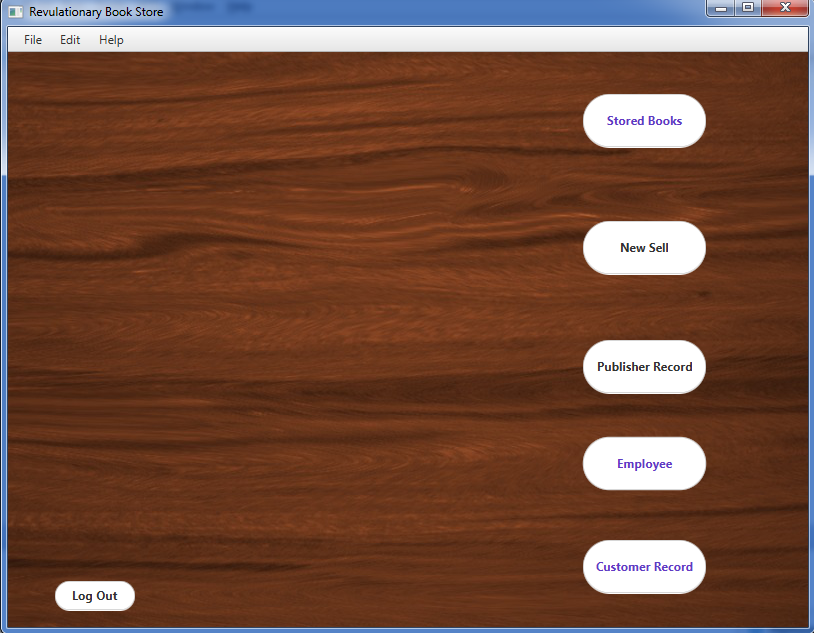 Revulationary Book Store
File Edit Help
Stored Books
New Sell
Publisher Record
Employee
Customer Record
Log Out